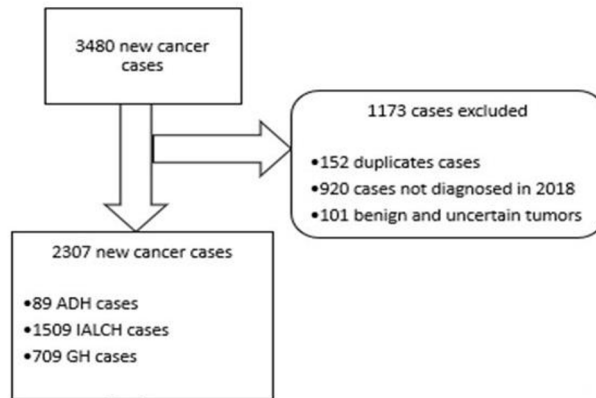 3480 new cancer
cases
1173 cases excluded
•152 duplicates cases
•920 cases not diagnosed in 2018
•101 benign and uncertain tumors
2307 new cancer cases
•89 ADH cases
•1509 IALCH cases
•709 GH cases